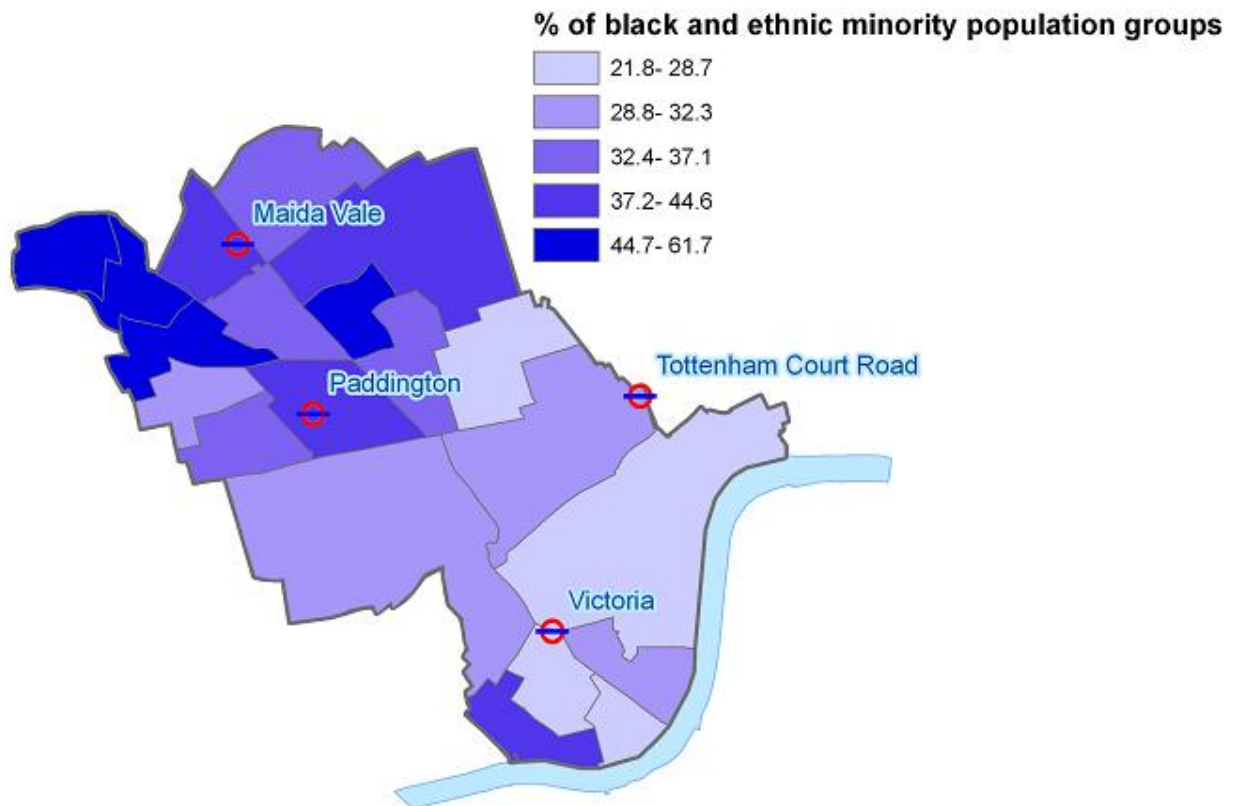 % of black and ethnic minority population groups
21.8- 28.7
28.8- 32.3
32.4- 37.1
37.2- 44.6
44.7- 61.7
Maida Vale
Tottenham Court Road
Paddington
Victoria